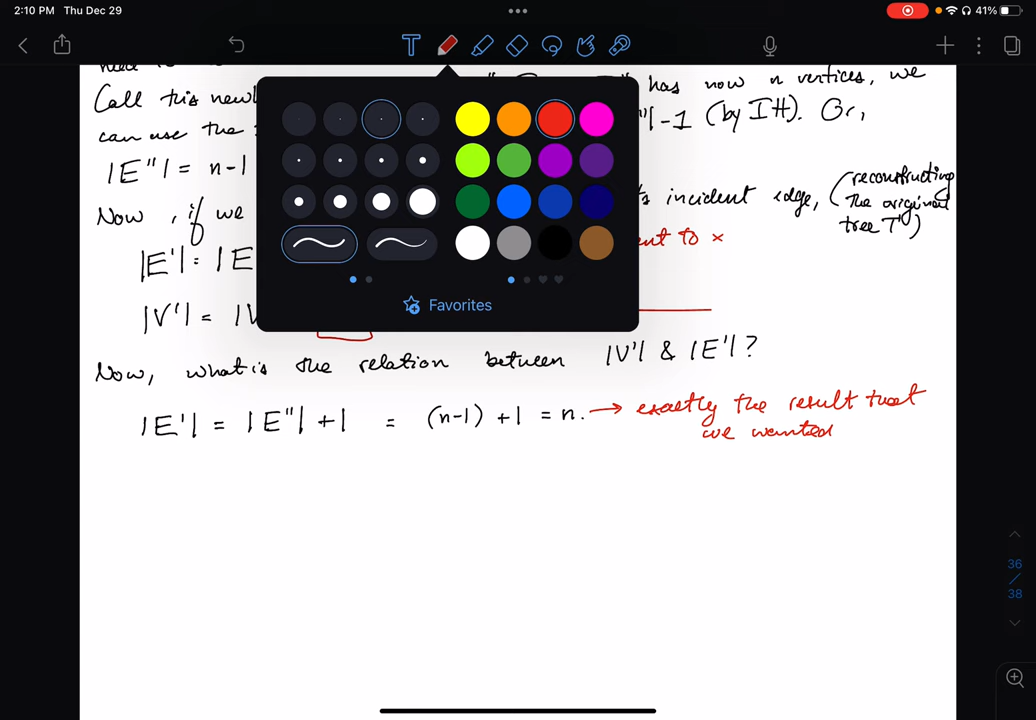 2:10 PM Thu Dec 29
41%
T
need
has now n vertices, we
Call this new
"|-1 (by IH). Or,
can use the
|E"| = n-1
Now, if we
s incident edge, (reconstructing
the original
tree T')
|E'| = |E
ent to x
|V'| = |V
Favorites
Now, what is the relation between |V'| & |E'|?
|E'| = |E"| +1 = (n-1) +1 = n. → exactly the result that
we wanted
36
/
38